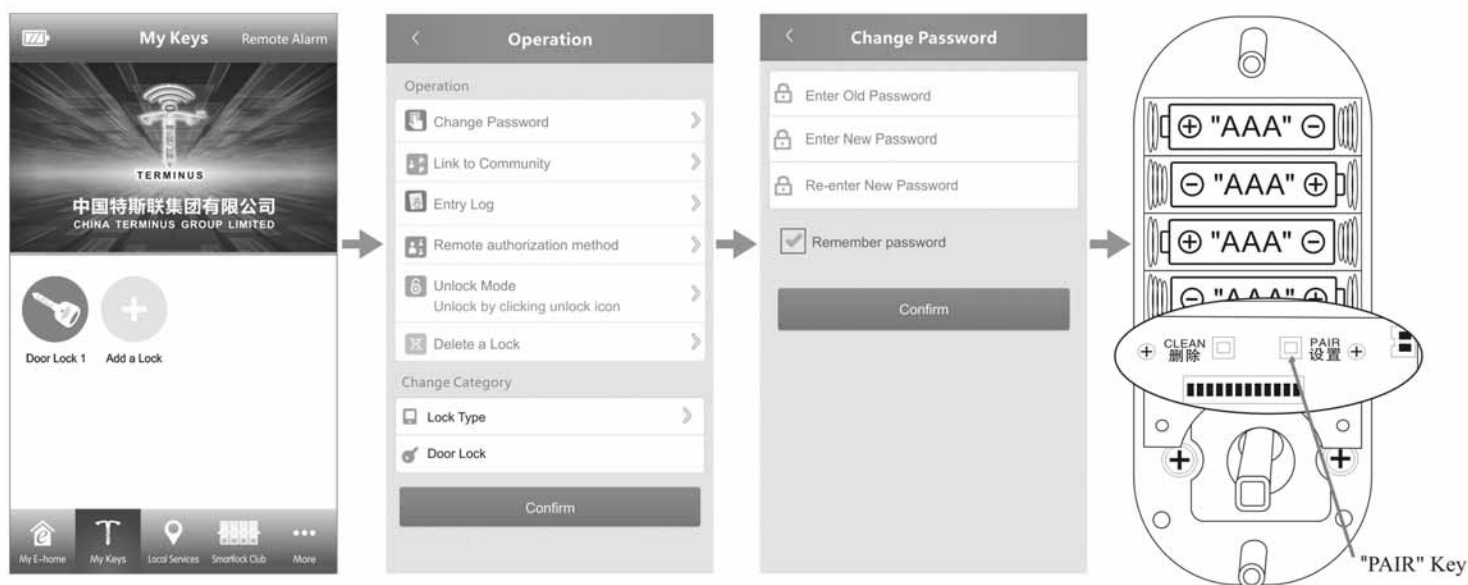 My Keys
Remote Alarm
TERMINUS
中国特斯联集团有限公司
CHINA TERMINUS GROUP LIMITED
Door Lock 1
Add a Lock
My E-home
My Keys
Local Services
Smartlock Club
More
Operation
Operation
Change Password
Link to Community
Entry Log
Remote authorization method
Unlock Mode
Unlock by clicking unlock icon
Delete a Lock
Change Category
Lock Type
Door Lock
Confirm
Change Password
Enter Old Password
Enter New Password
Re-enter New Password
Remember password
Confirm
"AAA"
"AAA"
"AAA"
"AAA"
CLEAN
删除
PAIR
设置
"PAIR" Key